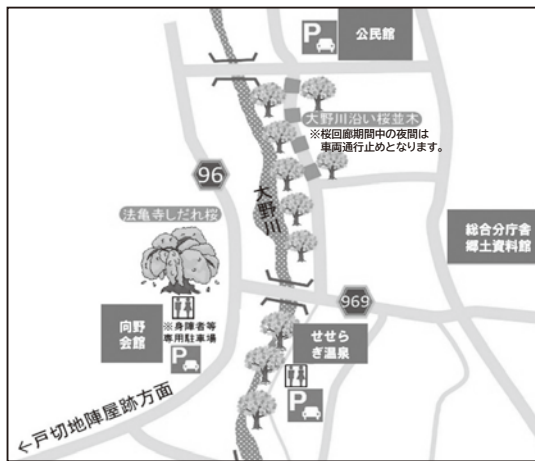 P
公民館
大野川沿い桜並木
※桜回廊期間中の夜間は
車両通行止めとなります。
96
大野川
法亀寺しだれ桜
総合分庁舎
郷土資料館
969
向野
会館
※身障者等
専用駐車場
P
せせら
ぎ温泉
P
←戸切地陣屋跡方面